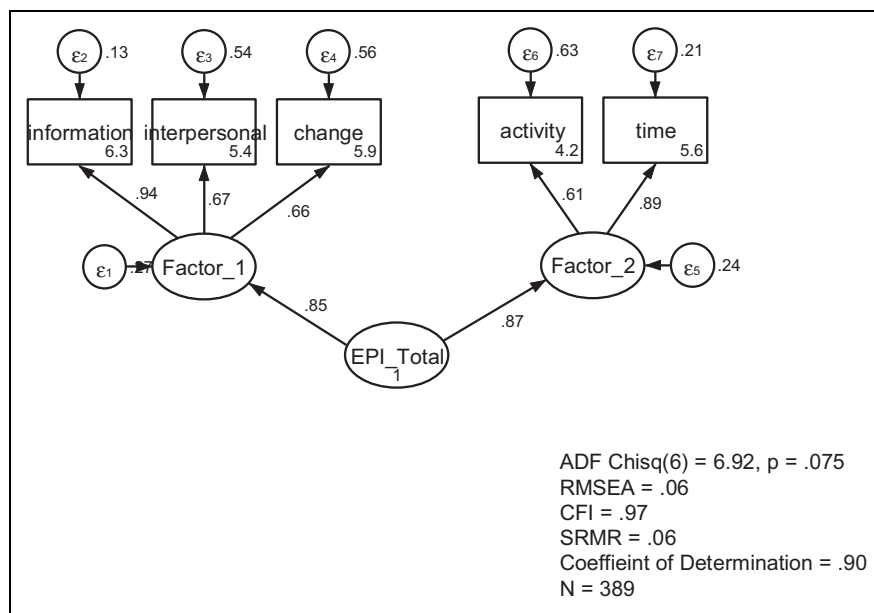 ε2 .13 ε3 .54 ε4 .56 ε6 .63 ε7 .21
information interpersonal change activity time
6.3 5.4 5.9 4.2 5.6
.94 .67 .66 .61 .89
ε1 .27 Factor_1 Factor_2 ε5 .24
.85 .87
EPI_Total
1
ADF Chisq(6) = 6.92, p = .075
RMSEA = .06
CFI = .97
SRMR = .06
Coeffieint of Determination = .90
N = 389